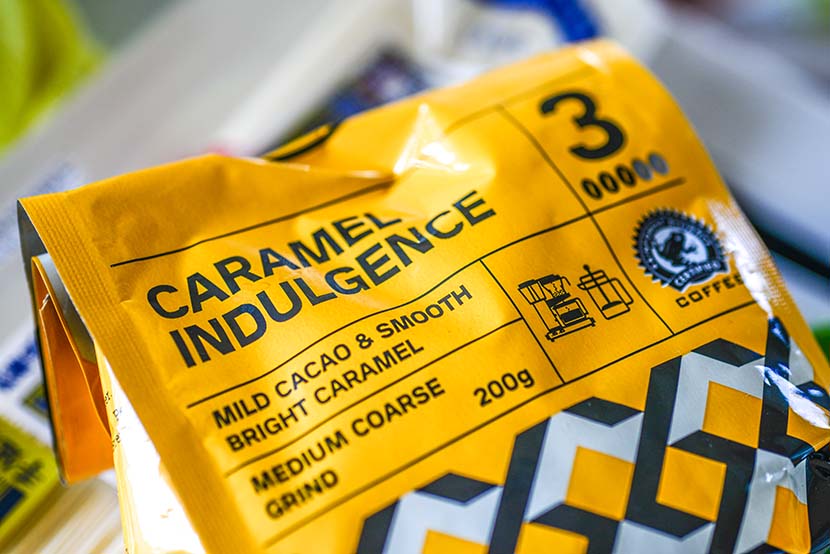 CARAMEL
INDULGENCE
3
MILD CACAO & SMOOTH
BRIGHT CARAMEL
MEDIUM COARSE
GRIND
200g
COFFEE